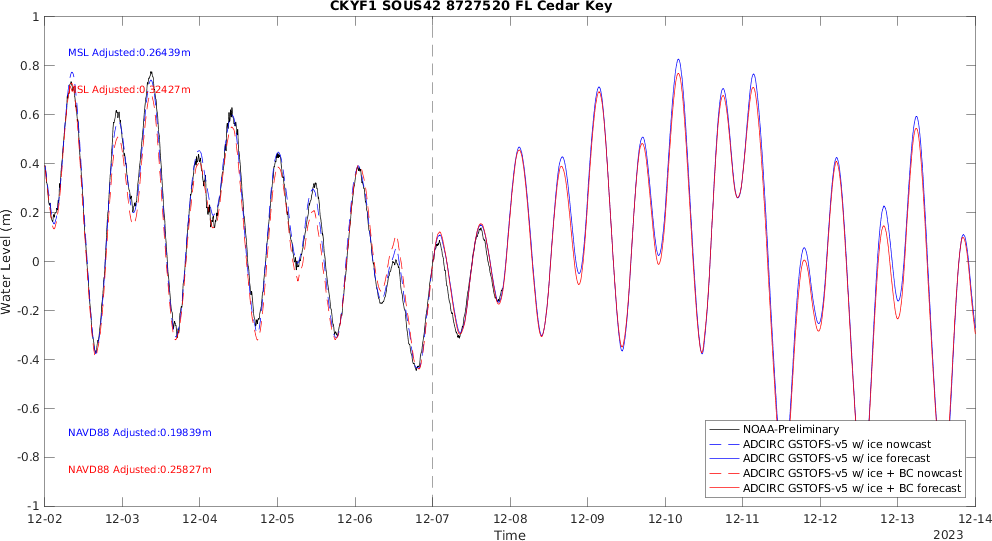 CKYF1 SOUS42 8727520 FL Cedar Key
Water Level (m)
1
0.8
0.6
0.4
0.2
0
-0.2
-0.4
-0.6
-0.8
-1
MSL Adjusted:0.26439m
MSL Adjusted:0.32427m
NAVD88 Adjusted:0.19839m
NAVD88 Adjusted:0.25827m
NOAA-Preliminary
ADCIRC GSTOFS-v5 w/ ice nowcast
ADCIRC GSTOFS-v5 w/ ice forecast
ADCIRC GSTOFS-v5 w/ ice + BC nowcast
ADCIRC GSTOFS-v5 w/ ice + BC forecast
12-02 12-03 12-04 12-05 12-06 12-07 12-08 12-09 12-10 12-11 12-12 12-13 12-14
Time
2023